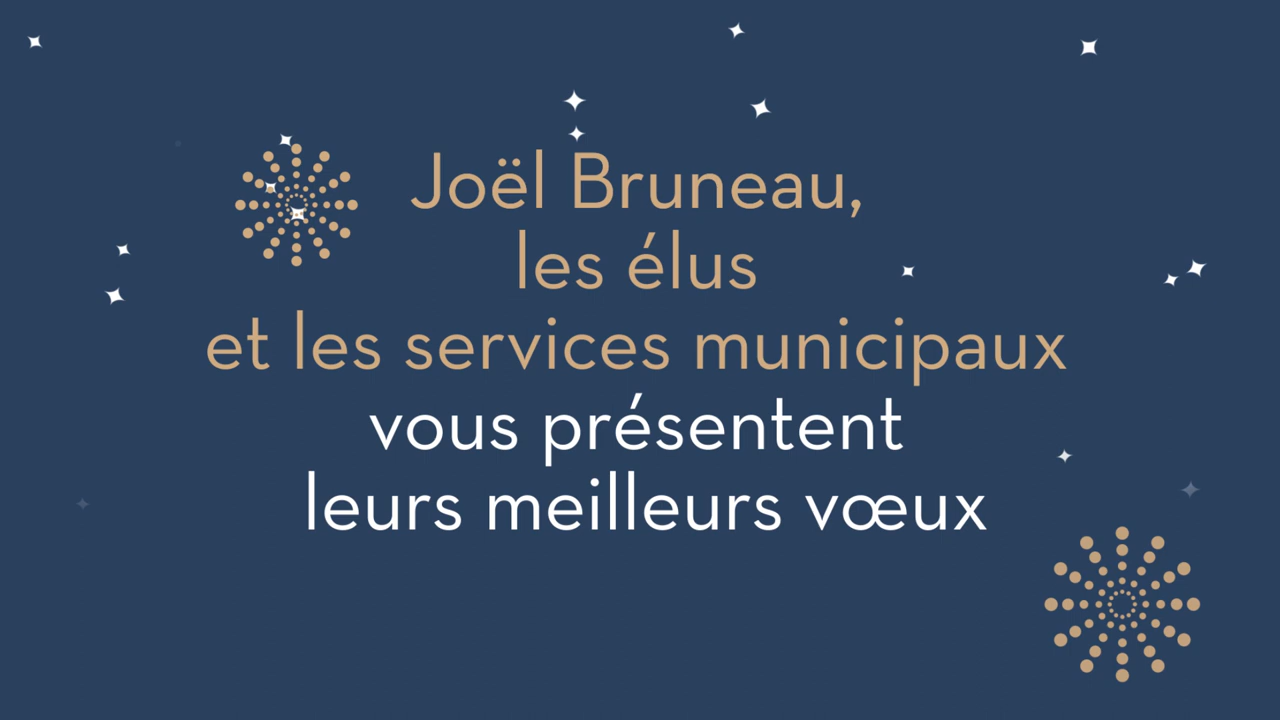 Joël Bruneau,
les élus
et les services municipaux
vous présentent
leurs meilleurs vœux